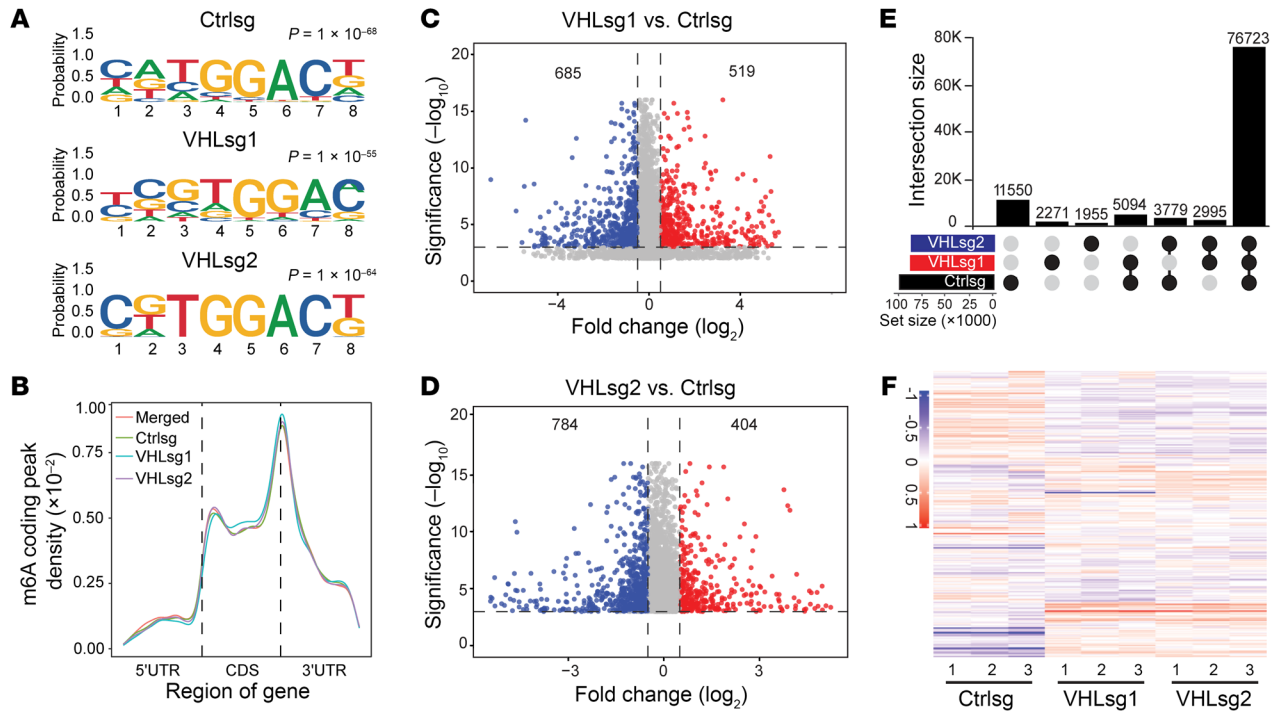 A
Ctrlsg
P = 1 × 10⁻⁶⁸
Probability
1.5
1.0
0.5
0.0
CATGGACT
1 2 3 4 5 6 7 8
VHLsg1
P = 1 × 10⁻⁵⁵
Probability
1.5
1.0
0.5
0.0
TCGTGGAC
1 2 3 4 5 6 7 8
VHLsg2
P = 1 × 10⁻⁶⁴
Probability
1.5
1.0
0.5
0.0
CGTGGACT
1 2 3 4 5 6 7 8
B
m6A coding peak
density (×10⁻²)
1.00
0.75
0.50
0.25
0.00
Merged
Ctrlsg
VHLsg1
VHLsg2
5'UTR CDS 3'UTR
Region of gene
C
VHLsg1 vs. Ctrlsg
Significance (–log₁₀)
20
15
10
5
0
685 519
−4 0 4
Fold change (log₂)
D
VHLsg2 vs. Ctrlsg
Significance (–log₁₀)
20
15
10
5
0
784 404
−3 0 3
Fold change (log₂)
E
Intersection size
80K
60K
40K
20K
0
11550 2271 1955 5094 3779 2995 76723
VHLsg2
VHLsg1
Ctrlsg
100 75 50 25 0
Set size (×1000)
F
-1
-0.5
0
0.5
1
1 2 3 1 2 3 1 2 3
Ctrlsg VHLsg1 VHLsg2